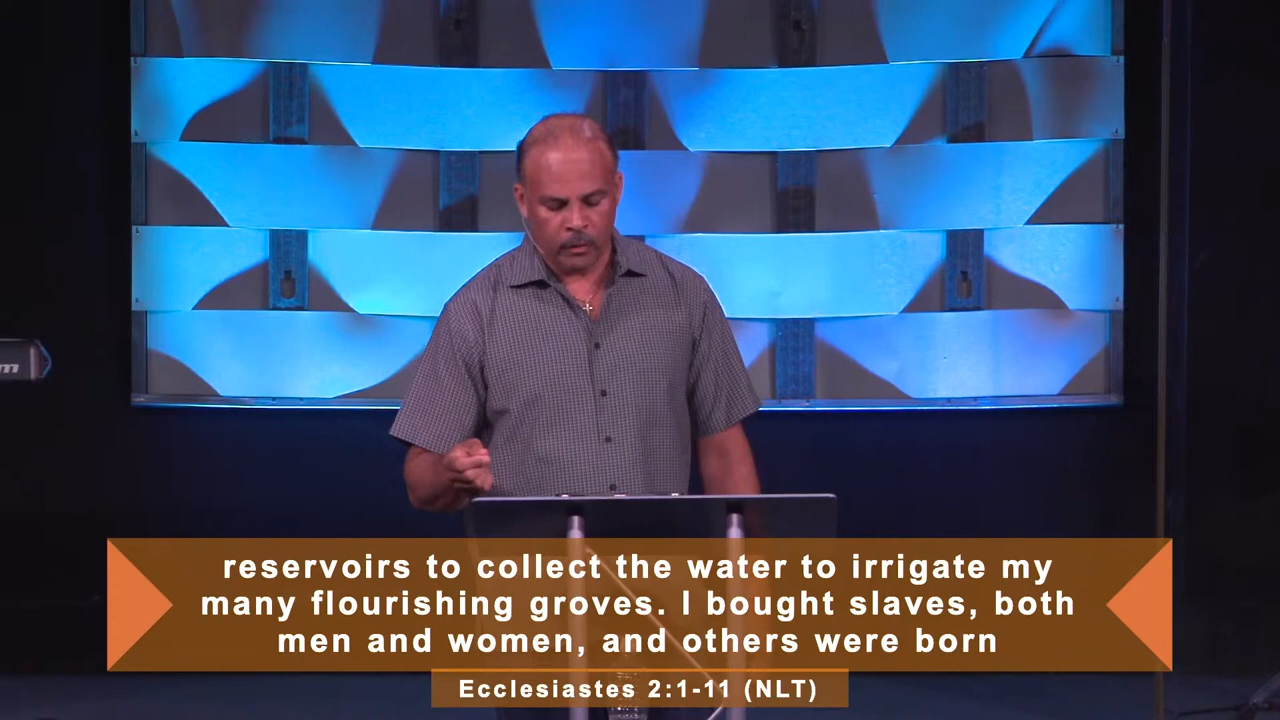 reservoirs to collect the water to irrigate my
many flourishing groves. I bought slaves, both
men and women, and others were born
Ecclesiastes 2:1-11 (NLT)